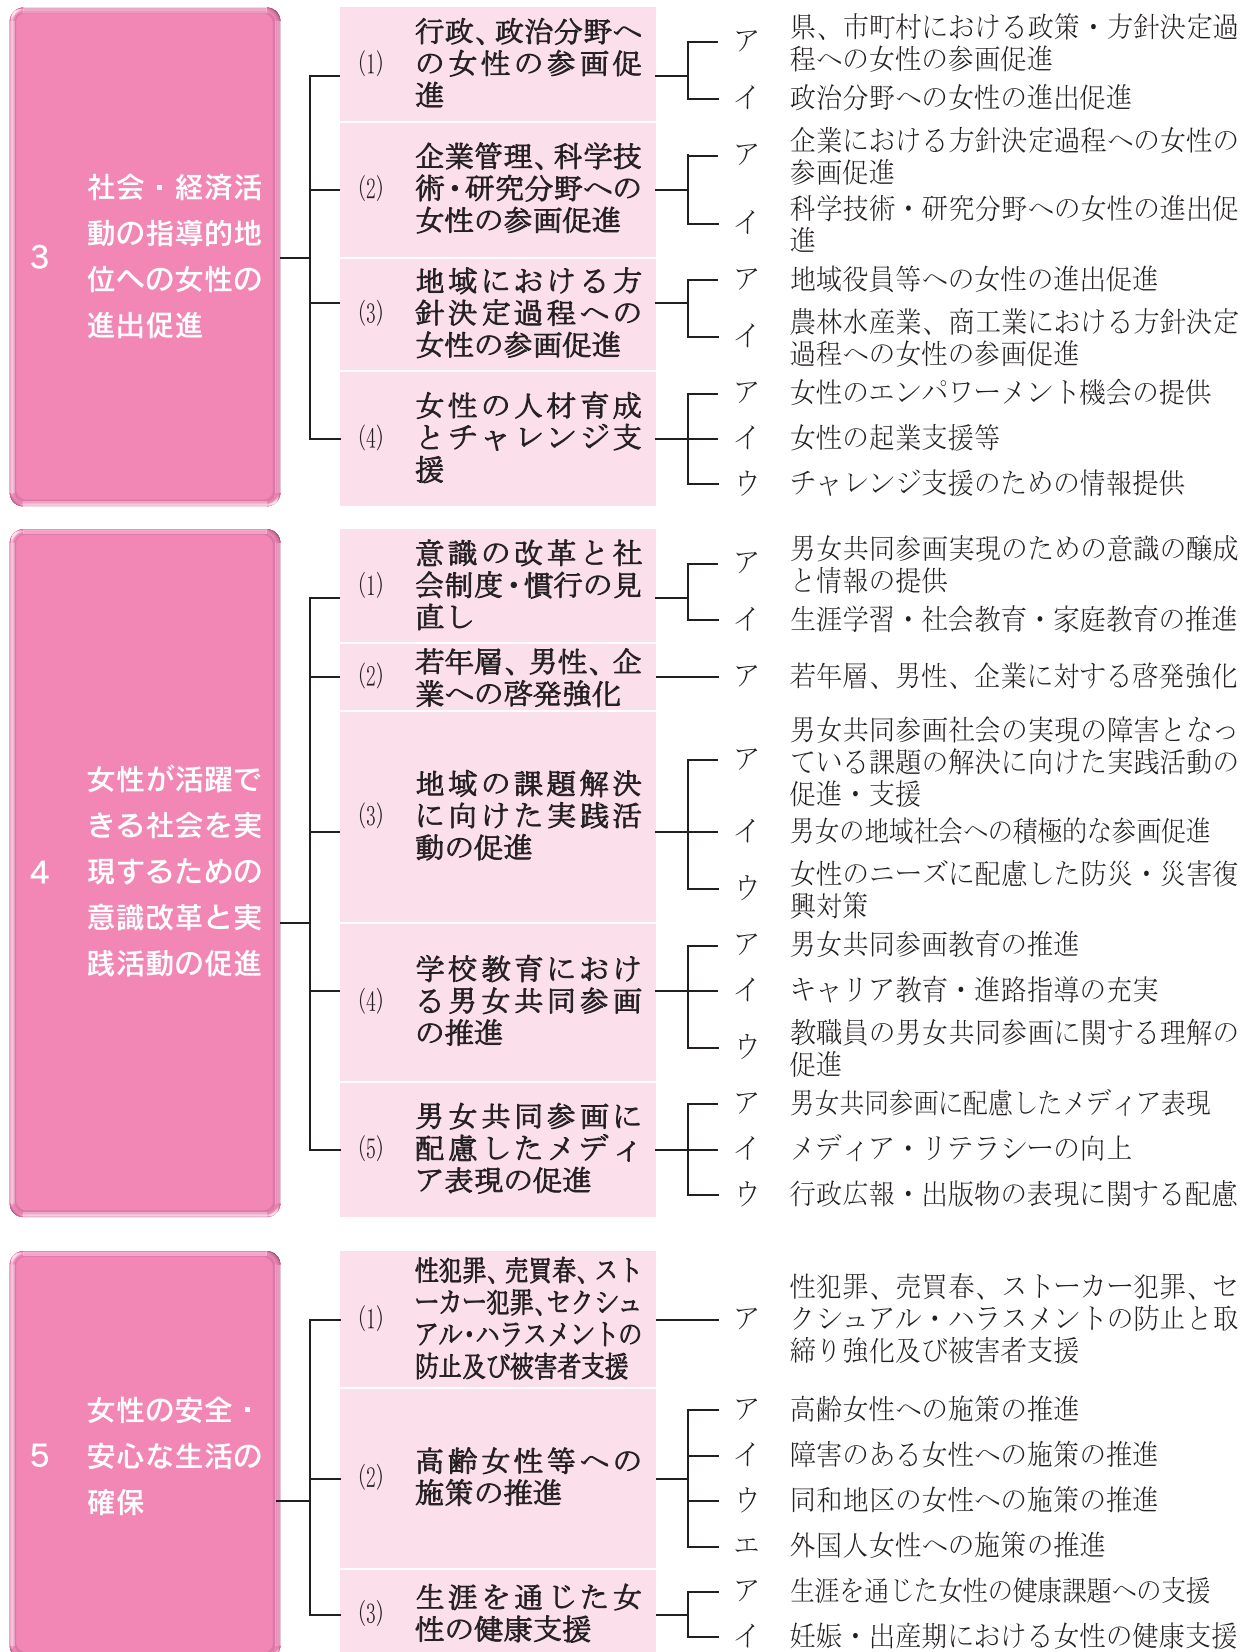 3
社会・経済活
動の指導的地
位への女性の
進出促進
⑴
行政、政治分野へ
の女性の参画促
進
ア
県、市町村における政策・方針決定過
程への女性の参画促進
イ
政治分野への女性の進出促進
⑵
企業管理、科学技
術・研究分野への
女性の参画促進
ア
企業における方針決定過程への女性の
参画促進
イ
科学技術・研究分野への女性の進出促
進
⑶
地域における方
針決定過程への
女性の参画促進
ア
地域役員等への女性の進出促進
イ
農林水産業、商工業における方針決定
過程への女性の参画促進
⑷
女性の人材育成
とチャレンジ支
援
ア
女性のエンパワーメント機会の提供
イ
女性の起業支援等
ウ
チャレンジ支援のための情報提供
4
女性が活躍で
きる社会を実
現するための
意識改革と実
践活動の促進
⑴
意識の改革と社
会制度・慣行の見
直し
ア
男女共同参画実現のための意識の醸成
と情報の提供
イ
生涯学習・社会教育・家庭教育の推進
⑵
若年層、男性、企
業への啓発強化
ア
若年層、男性、企業に対する啓発強化
⑶
地域の課題解決
に向けた実践活
動の促進
ア
男女共同参画社会の実現の障害となっ
ている課題の解決に向けた実践活動の
促進・支援
イ
男女の地域社会への積極的な参画促進
ウ
女性のニーズに配慮した防災・災害復
興対策
⑷
学校教育におけ
る男女共同参画
の推進
ア
男女共同参画教育の推進
イ
キャリア教育・進路指導の充実
ウ
教職員の男女共同参画に関する理解の
促進
⑸
男女共同参画に
配慮したメディ
ア表現の促進
ア
男女共同参画に配慮したメディア表現
イ
メディア・リテラシーの向上
ウ
行政広報・出版物の表現に関する配慮
5
女性の安全・
安心な生活の
確保
⑴
性犯罪、売買春、スト
ーカー犯罪、セクシュ
アル・ハラスメントの
防止及び被害者支援
ア
性犯罪、売買春、ストーカー犯罪、セ
クシュアル・ハラスメントの防止と取
締り強化及び被害者支援
⑵
高齢女性等への
施策の推進
ア
高齢女性への施策の推進
イ
障害のある女性への施策の推進
ウ
同和地区の女性への施策の推進
エ
外国人女性への施策の推進
⑶
生涯を通じた女
性の健康支援
ア
生涯を通じた女性の健康課題への支援
イ
妊娠・出産期における女性の健康支援